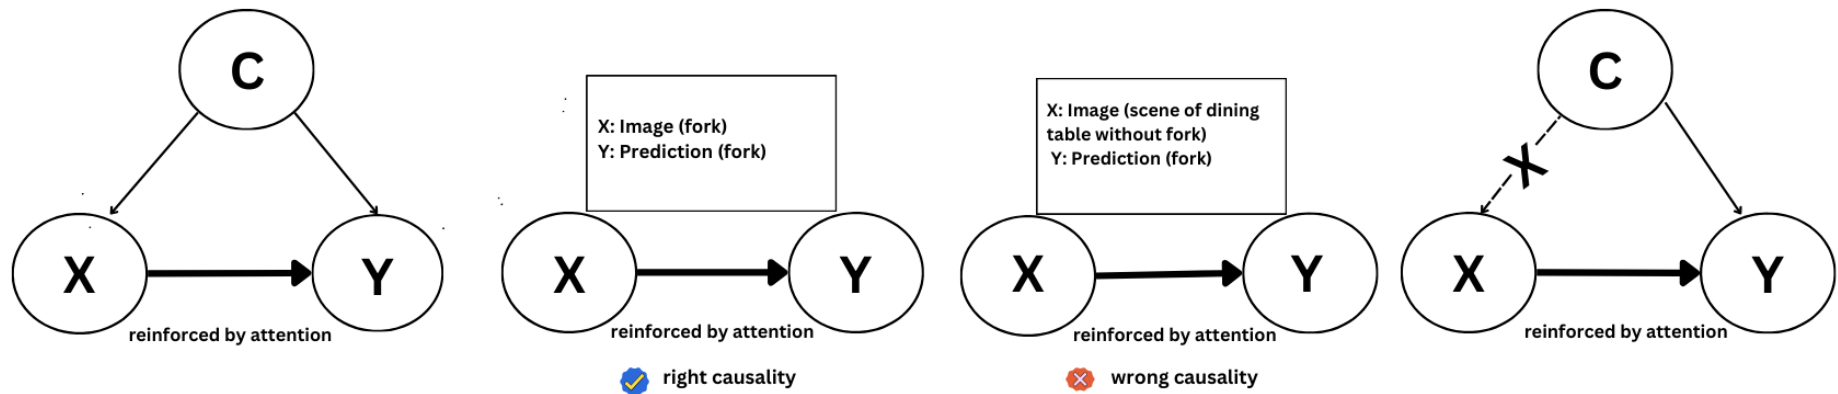 C
X
Y
reinforced by attention
X: Image (fork)
Y: Prediction (fork)
X
Y
reinforced by attention
right causality
X: Image (scene of dining
table without fork)
Y: Prediction (fork)
X
Y
reinforced by attention
wrong causality
C
X
X
Y
reinforced by attention